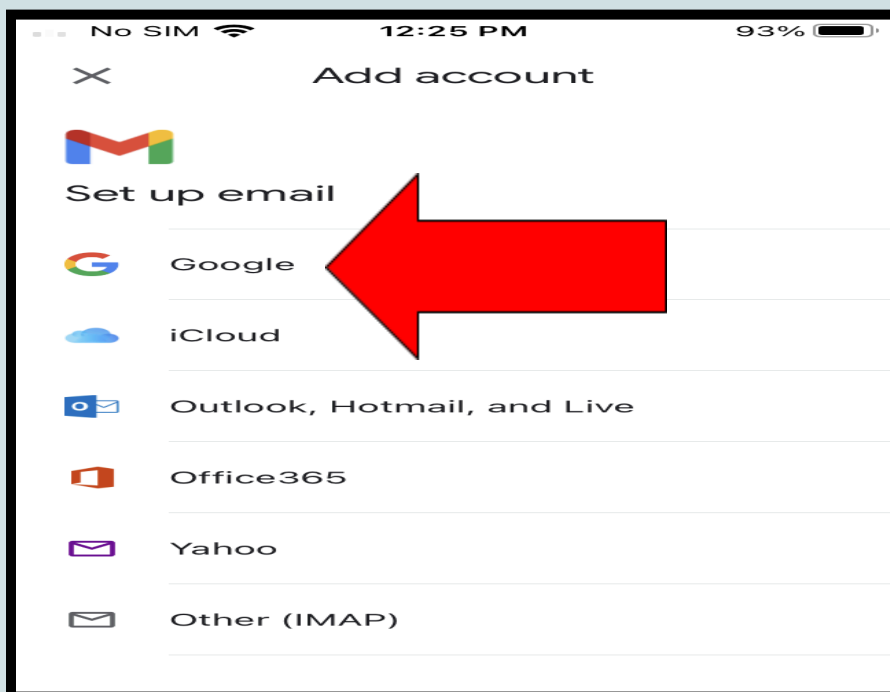 No SIM 12:25 PM 93%
Add account
Set up email
Google
iCloud
Outlook, Hotmail, and Live
Office365
Yahoo
Other (IMAP)